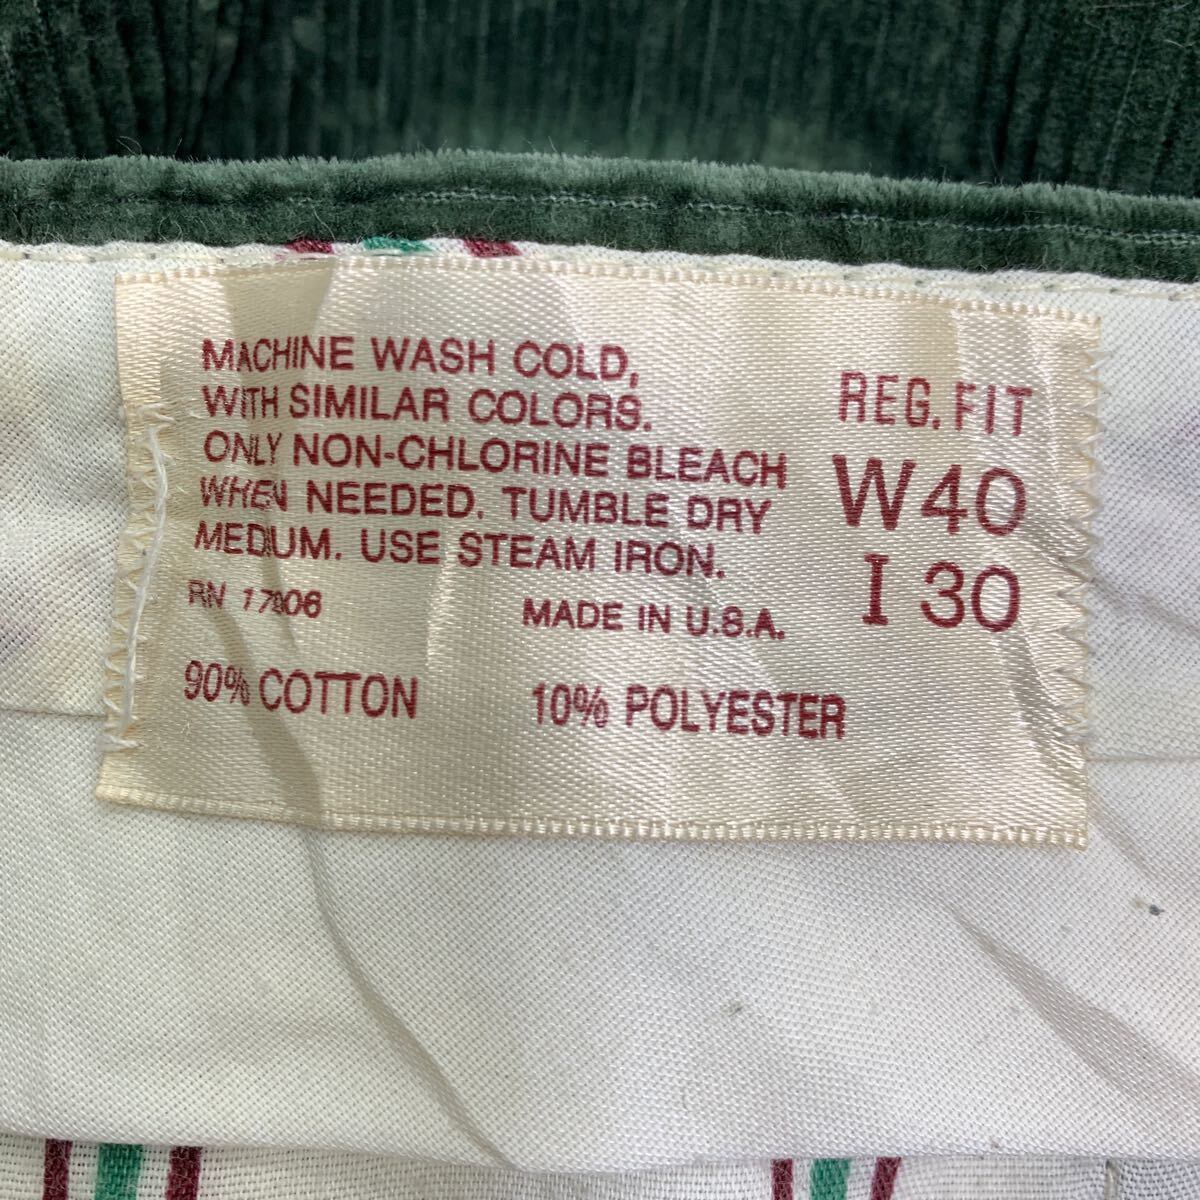 MACHINE WASH COLD,
WITH SIMILAR COLORS.
ONLY NON-CHLORINE BLEACH
WHEN NEEDED. TUMBLE DRY
MEDIUM. USE STEAM IRON.
RN
MADE IN U.S.A.
90% COTTON 10% POLYESTER
REG. FIT
W40
I 30